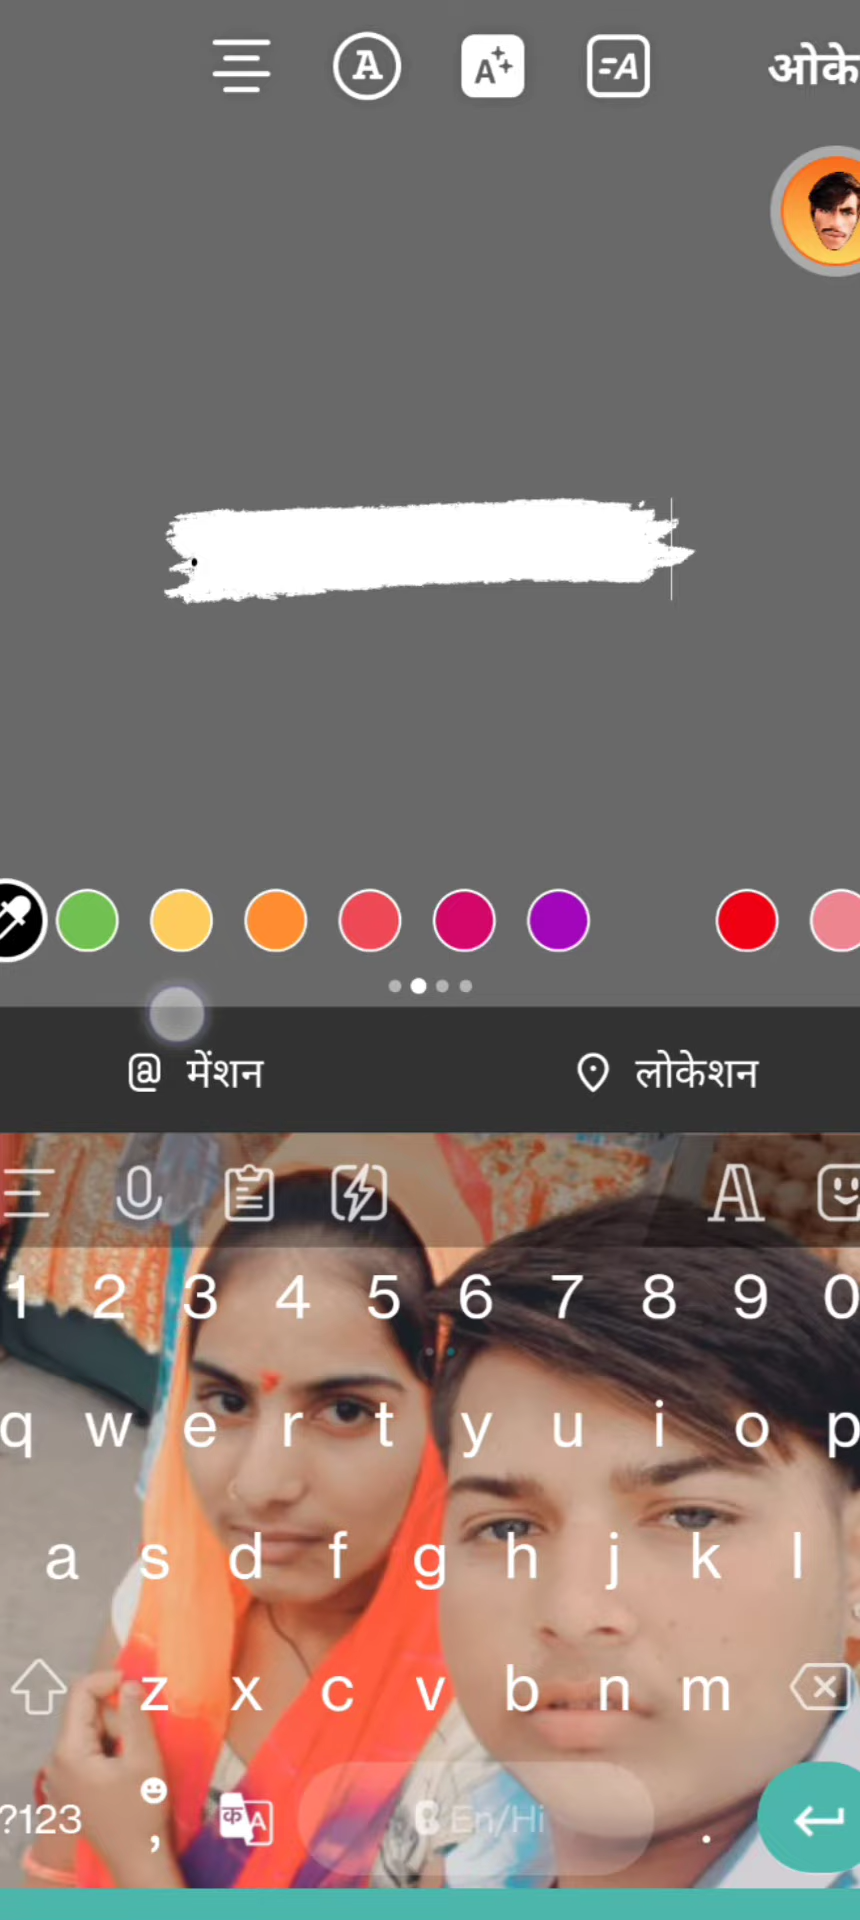 ओके
@ मेंशन
लोकेशन
1 2 3 4 5 6 7 8 9 0
q w e r t y u i o p
a s d f g h j k l
z x c v b n m
?123 , क A En/Hi .